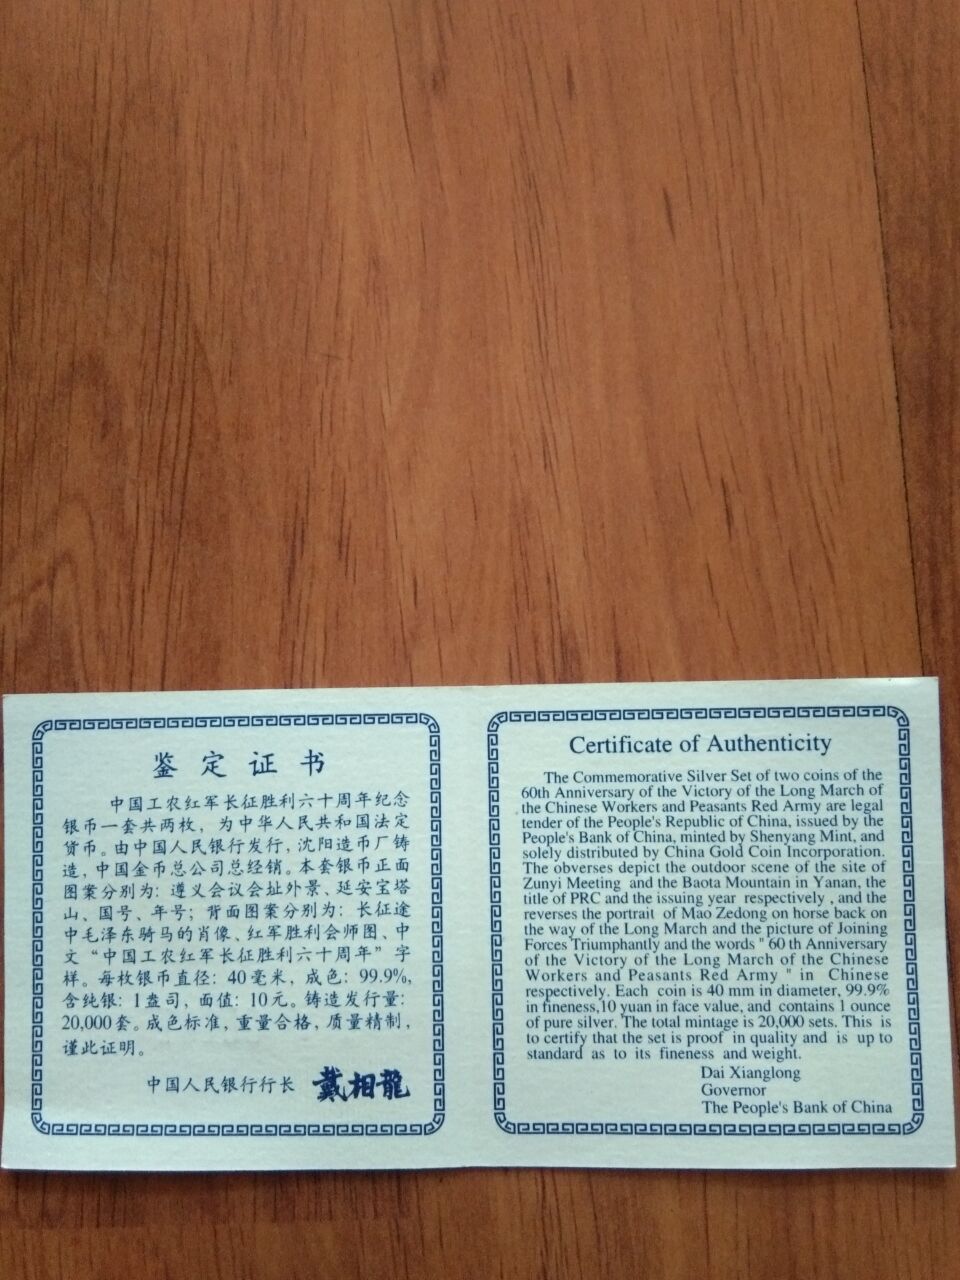 鉴定证书
中国工农红军长征胜利六十周年纪念
银币一套共两枚，为中华人民共和国法定
货币。由中国人民银行发行，沈阳造币厂铸
造，中国金币总公司总经销。本套银币正面
图案分别为：遵义会议会址外景、延安宝塔
山、国号、年号；背面图案分别为：长征途
中毛泽东骑马的肖像、红军胜利会师图、中
文“中国工农红军长征胜利六十周年”字
样。每枚银币直径：40毫米，成色：99.9%,
含纯银：1盎司，面值：10元。铸造发行量：
20,000套。成色标准，重量合格，质量精制，
谨此证明。
中国人民银行行长 戴相龍
Certificate of Authenticity
The Commemorative Silver Set of two coins of the
60th Anniversary of the Victory of the Long March of
the Chinese Workers and Peasants Red Army are legal
tender of the People's Republic of China, issued by the
People's Bank of China, minted by Shenyang Mint, and
solely distributed by China Gold Coin Incorporation.
The obverses depict the outdoor scene of the site of
Zunyi Meeting and the Baota Mountain in Yanan, the
title of PRC and the issuing year respectively , and the
reverses the portrait of Mao Zedong on horse back on
the way of the Long March and the picture of Joining
Forces Triumphantly and the words " 60 th Anniversary
of the Victory of the Long March of the Chinese
Workers and Peasants Red Army " in Chinese
respectively. Each coin is 40 mm in diameter, 99.9%
in fineness,10 yuan in face value, and contains 1 ounce
of pure silver. The total mintage is 20,000 sets. This is
to certify that the set is proof in quality and is up to
standard as to its fineness and weight.
Dai Xianglong
Governor
The People's Bank of China